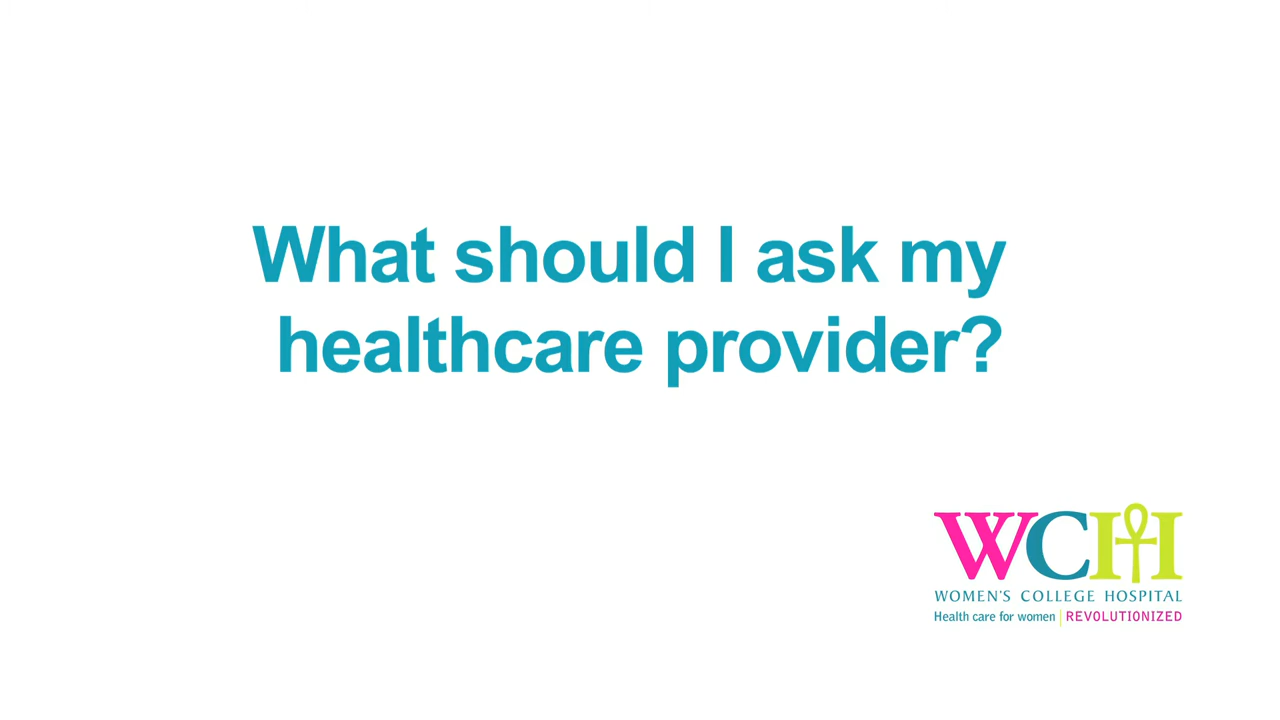 What should I ask my
healthcare provider?
WCH
WOMEN'S COLLEGE HOSPITAL
Health care for women | REVOLUTIONIZED